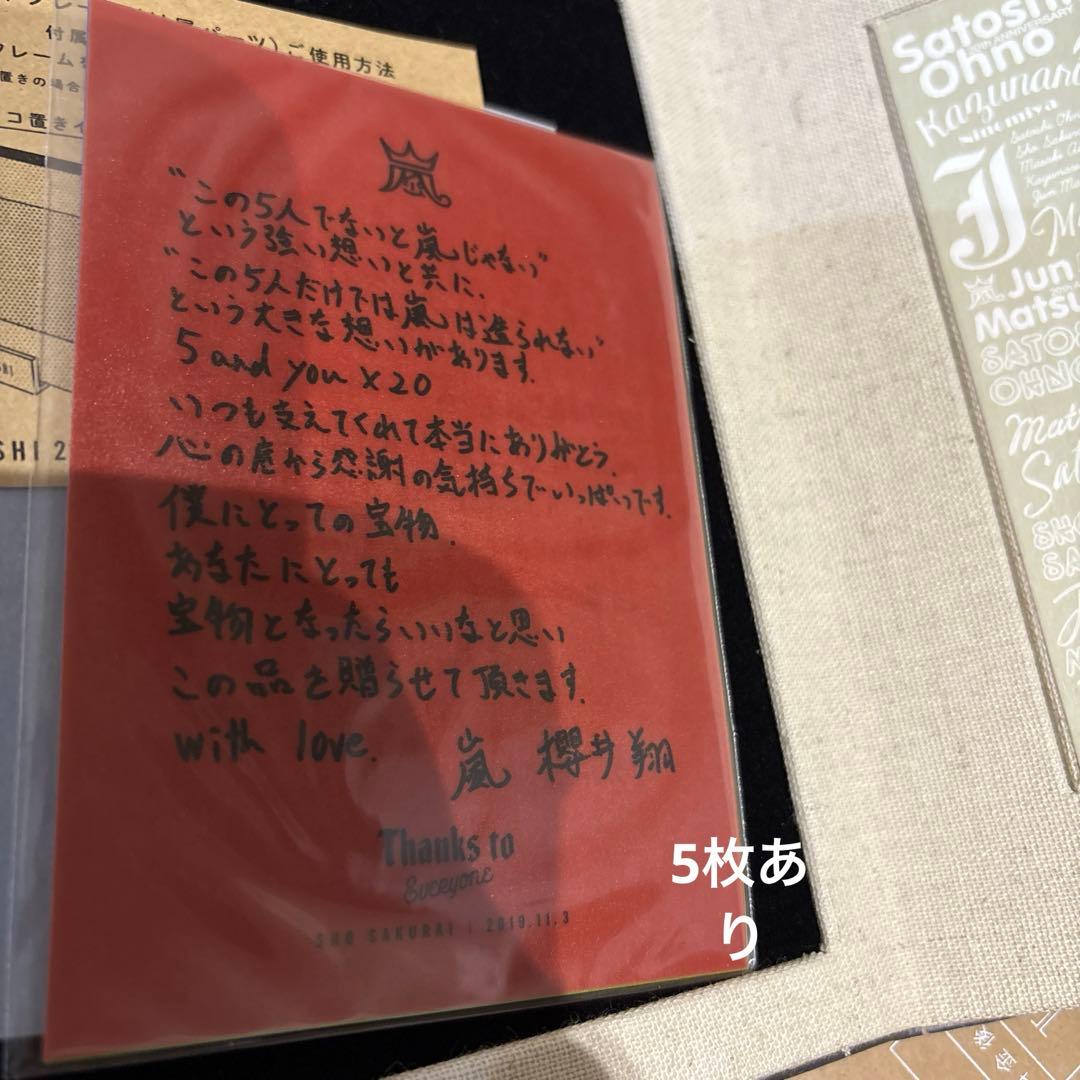 ご使用方法
嵐
"この5人でないと嵐じゃない"
という強い想いと共に、
"この5人だけでは嵐は造られない"
という大きな想いがあります。
5 and you × 20
いつも支えてくれて本当にありがとう。
心の底から感謝の気持ちでいっぱいです。
僕にとっての宝物。
あなたにとっても
宝物となったらいいなと思い
この品を贈らせて頂きます。
with love.
嵐 櫻井翔
Thanks to
Everyone
SHO SAKURAI | 2019.11.3
5枚あ
り
Satoshi
Ohno
Kazunari
Ninomiya
J
Jun
Matsu
SATO
OHNO